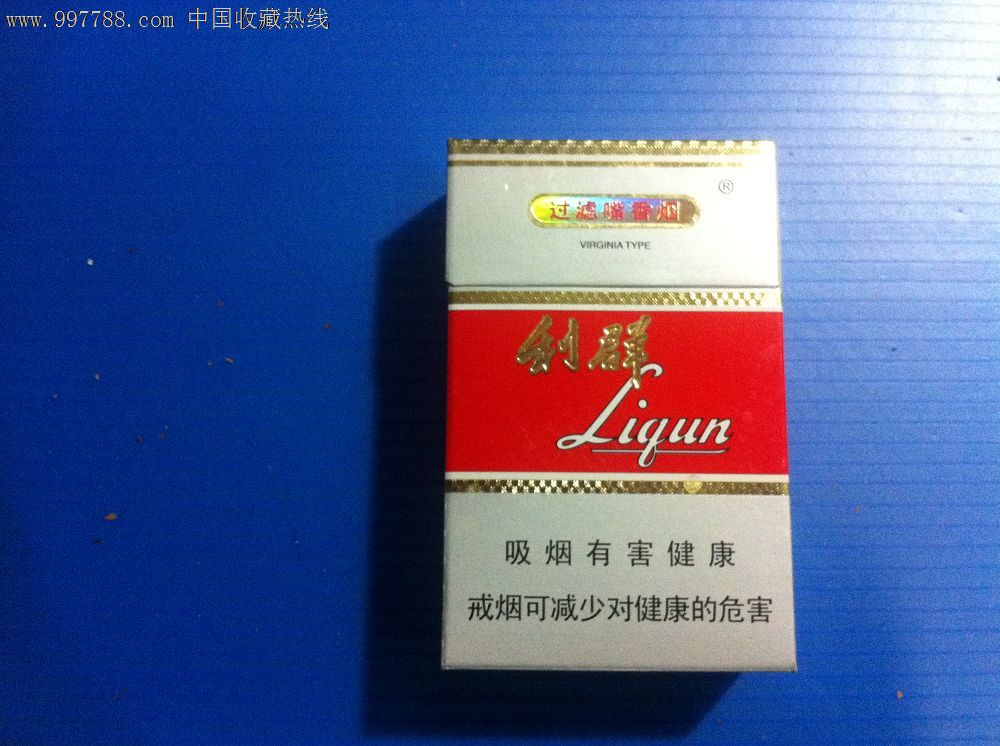 www.997788.com 中国收藏热线
®
过滤嘴香烟
VIRGINIA TYPE
利群
Liqun
吸烟有害健康
戒烟可减少对健康的危害